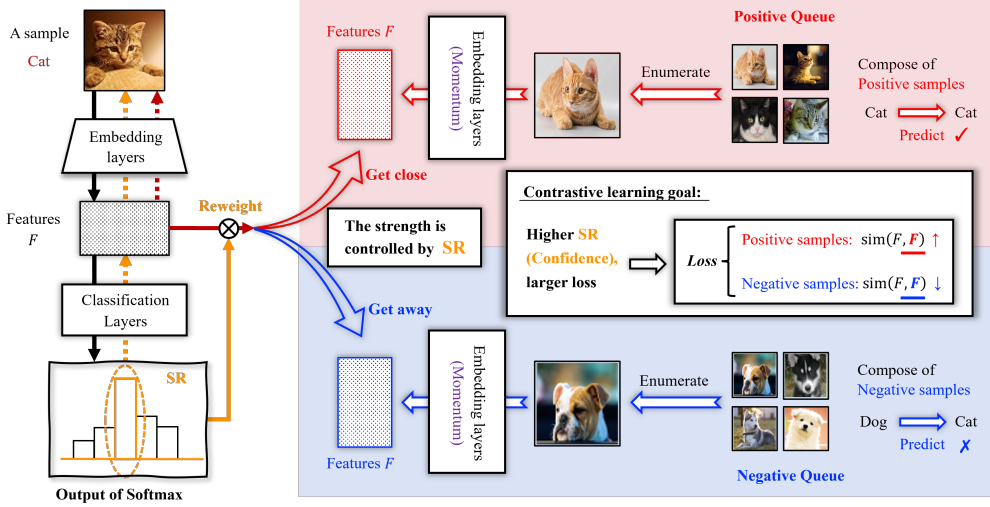 A sample
Cat
Embedding
layers
Features
F
Classification
Layers
SR
Output of Softmax
Reweight
Features F
Embedding layers
(Momentum)
Get close
Enumerate
Positive Queue
Compose of
Positive samples
Cat Cat
Predict ✓
The strength is
controlled by SR
Contrastive learning goal:
Higher SR
(Confidence),
larger loss
Loss
Positive samples: sim(F, F) ↑
Negative samples: sim(F, F) ↓
Get away
Features F
Embedding layers
(Momentum)
Enumerate
Compose of
Negative samples
Dog Cat
Predict ✗
Negative Queue